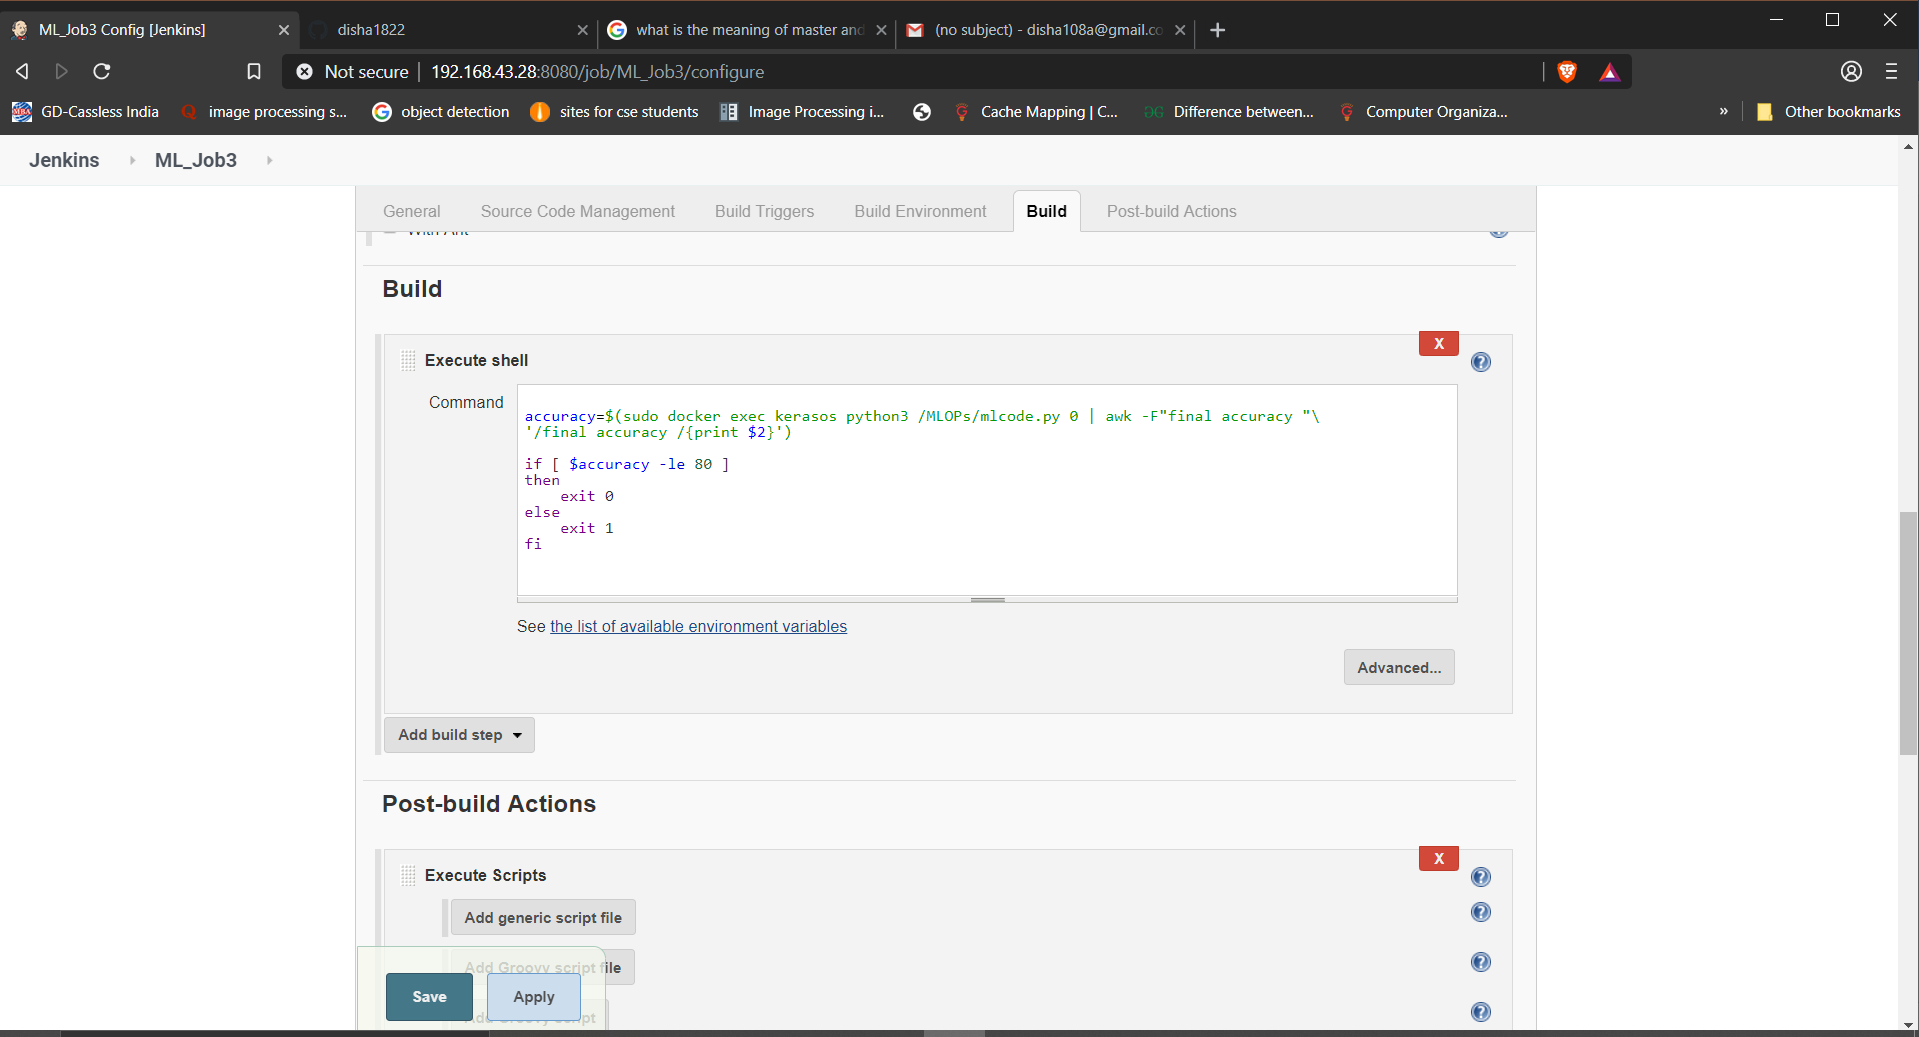 ML_Job3 Config [Jenkins]
disha1822
what is the meaning of master and
(no subject) - disha108a@gmail.co
Not secure
192.168.43.28:8080/job/ML_Job3/configure
GD-Cassless India
image processing s...
object detection
sites for cse students
Image Processing i...
Cache Mapping | C...
Difference between...
Computer Organiza...
»
Other bookmarks
Jenkins
ML_Job3
General
Source Code Management
Build Triggers
Build Environment
Build
Post-build Actions
With Ant
Build
X
Execute shell
Command
accuracy=$(sudo docker exec kerasos python3 /MLOPs/mlcode.py 0 | awk -F"final accuracy "\
'/final accuracy /{print $2}')
if [ $accuracy -le 80 ]
then
exit 0
else
exit 1
fi
See the list of available environment variables
Advanced...
Add build step
Post-build Actions
X
Execute Scripts
Add generic script file
Add Groovy script file
Save
Apply
Add Groovy script